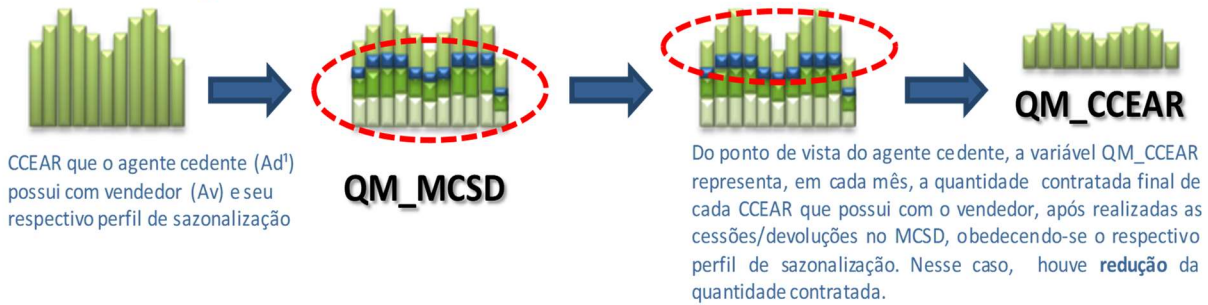 CCEAR que o agente cedente (Ad¹)
possui com vendedor (Av) e seu
respectivo perfil de sazonalização
QM_MCSD
QM_CCEAR
Do ponto de vista do agente cedente, a variável QM_CCEAR
representa, em cada mês, a quantidade contratada final de
cada CCEAR que possui com o vendedor, após realizadas as
cessões/devoluções no MCSD, obedecendo-se o respectivo
perfil de sazonalização. Nesse caso, houve redução da
quantidade contratada.